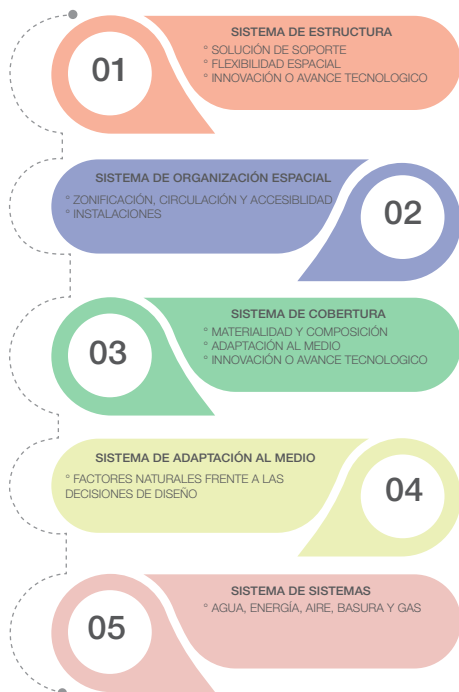 01
SISTEMA DE ESTRUCTURA
° SOLUCIÓN DE SOPORTE
° FLEXIBILIDAD ESPACIAL
° INNOVACIÓN O AVANCE TECNOLOGICO
SISTEMA DE ORGANIZACIÓN ESPACIAL
° ZONIFICACIÓN, CIRCULACIÓN Y ACCESIBLIDAD
° INSTALACIONES
02
03
SISTEMA DE COBERTURA
° MATERIALIDAD Y COMPOSICIÓN
° ADAPTACIÓN AL MEDIO
° INNOVACIÓN O AVANCE TECNOLOGICO
SISTEMA DE ADAPTACIÓN AL MEDIO
° FACTORES NATURALES FRENTE A LAS
DECISIONES DE DISEÑO
04
05
SISTEMA DE SISTEMAS
° AGUA, ENERGÍA, AIRE, BASURA Y GAS